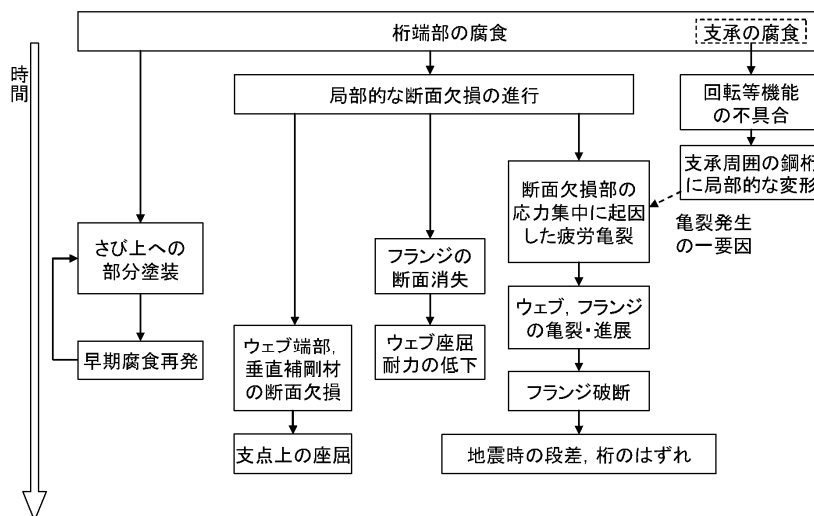 桁端部の腐食
支承の腐食
時間
局部的な断面欠損の進行
回転等機能
の不具合
支承周囲の鋼桁
に局部的な変形
断面欠損部の
応力集中に起因
した疲労亀裂
亀裂発生
の一要因
さび上への
部分塗装
フランジの
断面消失
ウェブ, フランジ
の亀裂・進展
ウェブ端部,
垂直補剛材
の断面欠損
ウェブ座屈
耐力の低下
早期腐食再発
フランジ破断
支点上の座屈
地震時の段差, 桁のはずれ